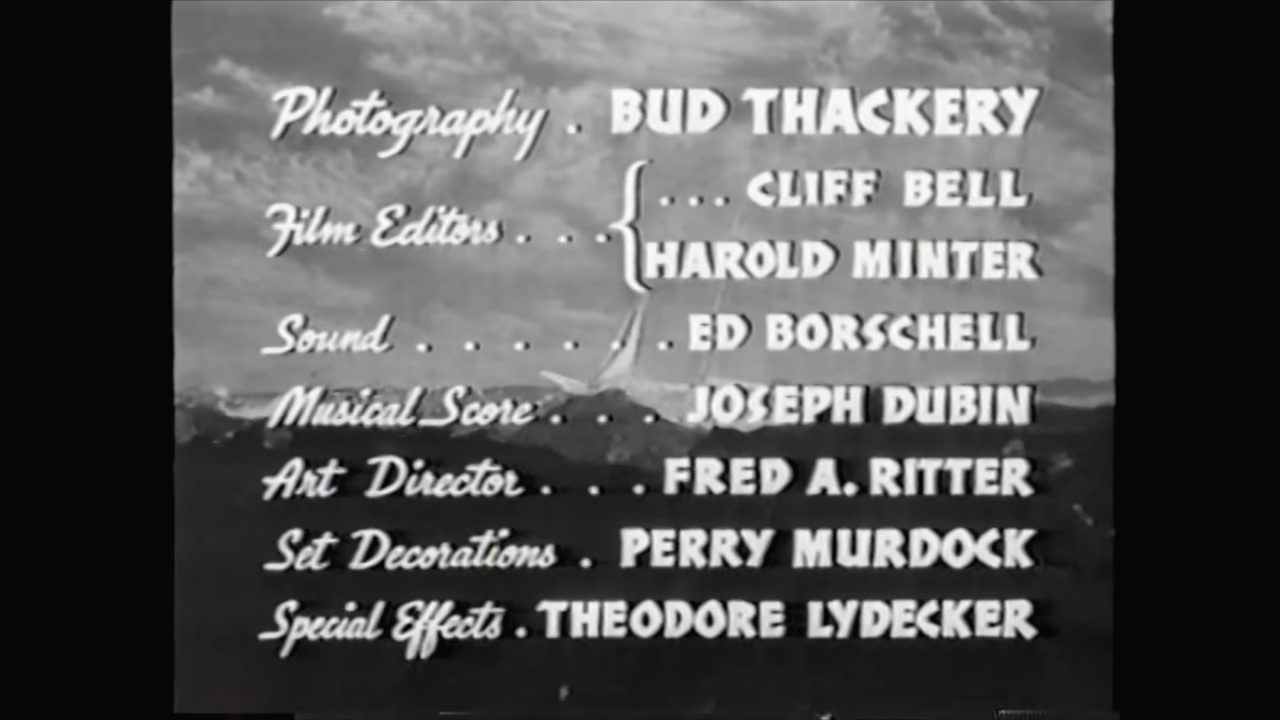 Photography . BUD THACKERY
Film Editors . . . { . . . CLIFF BELL
HAROLD MINTER
Sound . . . . . . ED BORSCHELL
Musical Score . . . JOSEPH DUBIN
Art Director . . . FRED A. RITTER
Set Decorations . PERRY MURDOCK
Special Effects . THEODORE LYDECKER